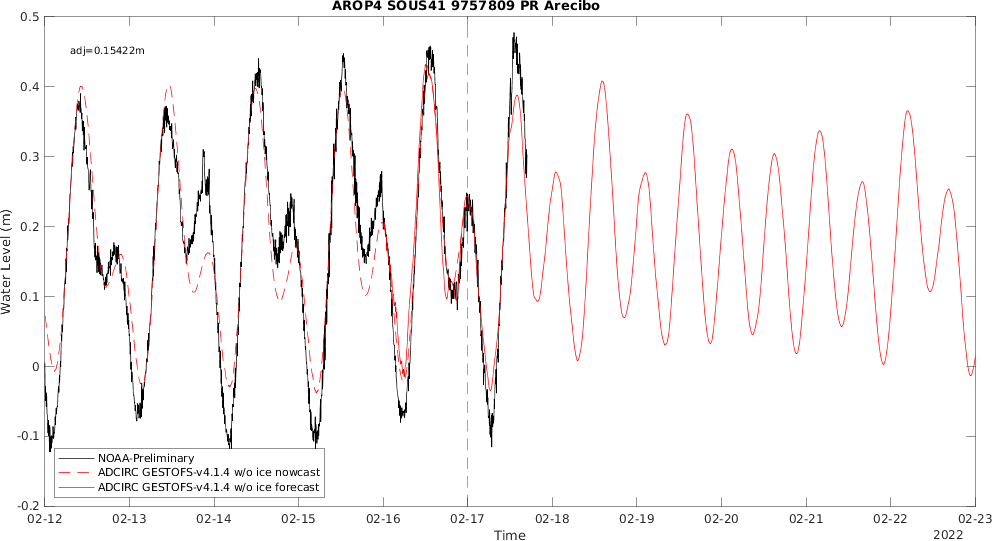 AROP4 SOUS41 9757809 PR Arecibo
adj=0.15422m
0.5
0.4
0.3
0.2
0.1
0
-0.1
-0.2
Water Level (m)
NOAA-Preliminary
ADCIRC GESTOFS-v4.1.4 w/o ice nowcast
ADCIRC GESTOFS-v4.1.4 w/o ice forecast
02-12 02-13 02-14 02-15 02-16 02-17 02-18 02-19 02-20 02-21 02-22 02-23
Time
2022